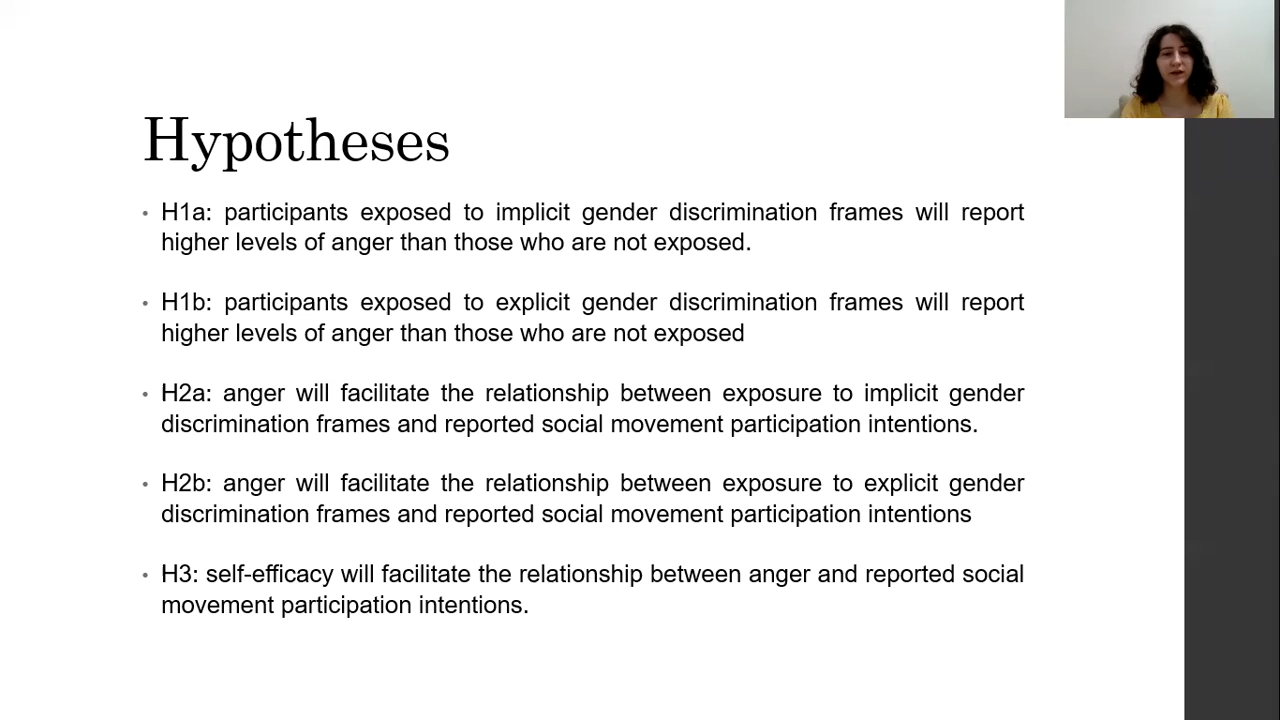 Hypotheses
• H1a: participants exposed to implicit gender discrimination frames will report
higher levels of anger than those who are not exposed.
• H1b: participants exposed to explicit gender discrimination frames will report
higher levels of anger than those who are not exposed
• H2a: anger will facilitate the relationship between exposure to implicit gender
discrimination frames and reported social movement participation intentions.
• H2b: anger will facilitate the relationship between exposure to explicit gender
discrimination frames and reported social movement participation intentions
• H3: self-efficacy will facilitate the relationship between anger and reported social
movement participation intentions.